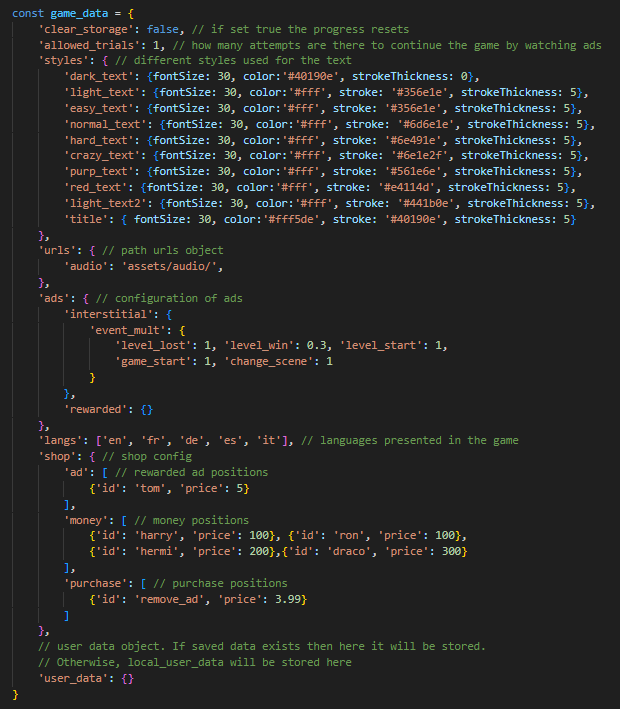 const game_data = {
'clear_storage': false, // if set true the progress resets
'allowed_trials': 1, // how many attempts are there to continue the game by watching ads
'styles': { // different styles used for the text
'dark_text': {fontSize: 30, color:'#40190e', strokeThickness: 0},
'light_text': {fontSize: 30, color:'#fff', stroke: '#356e1e', strokeThickness: 5},
'easy_text': {fontSize: 30, color:'#fff', stroke: '#356e1e', strokeThickness: 5},
'normal_text': {fontSize: 30, color:'#fff', stroke: '#6d6e1e', strokeThickness: 5},
'hard_text': {fontSize: 30, color:'#fff', stroke: '#6e491e', strokeThickness: 5},
'crazy_text': {fontSize: 30, color:'#fff', stroke: '#6e1e2f', strokeThickness: 5},
'purp_text': {fontSize: 30, color:'#fff', stroke: '#561e6e', strokeThickness: 5},
'red_text': {fontSize: 30, color:'#fff', stroke: '#e4114d', strokeThickness: 5},
'light_text2': {fontSize: 30, color:'#fff', stroke: '#441b0e', strokeThickness: 5},
'title': { fontSize: 30, color:'#fff5de', stroke: '#40190e', strokeThickness: 5}
},
'urls': { // path urls object
'audio': 'assets/audio/',
},
'ads': { // configuration of ads
'interstitial': {
'event_mult': {
'level_lost': 1, 'level_win': 0.3, 'level_start': 1,
'game_start': 1, 'change_scene': 1
}
},
'rewarded': {}
},
'langs': ['en', 'fr', 'de', 'es', 'it'], // languages presented in the game
'shop': { // shop config
'ad': [ // rewarded ad positions
{'id': 'tom', 'price': 5}
],
'money': [ // money positions
{'id': 'harry', 'price': 100}, {'id': 'ron', 'price': 100},
{'id': 'hermi', 'price': 200},{'id': 'draco', 'price': 300}
],
'purchase': [ // purchase positions
{'id': 'remove_ad', 'price': 3.99}
]
},
// user data object. If saved data exists then here it will be stored.
// Otherwise, local_user_data will be stored here
'user_data': {}
}